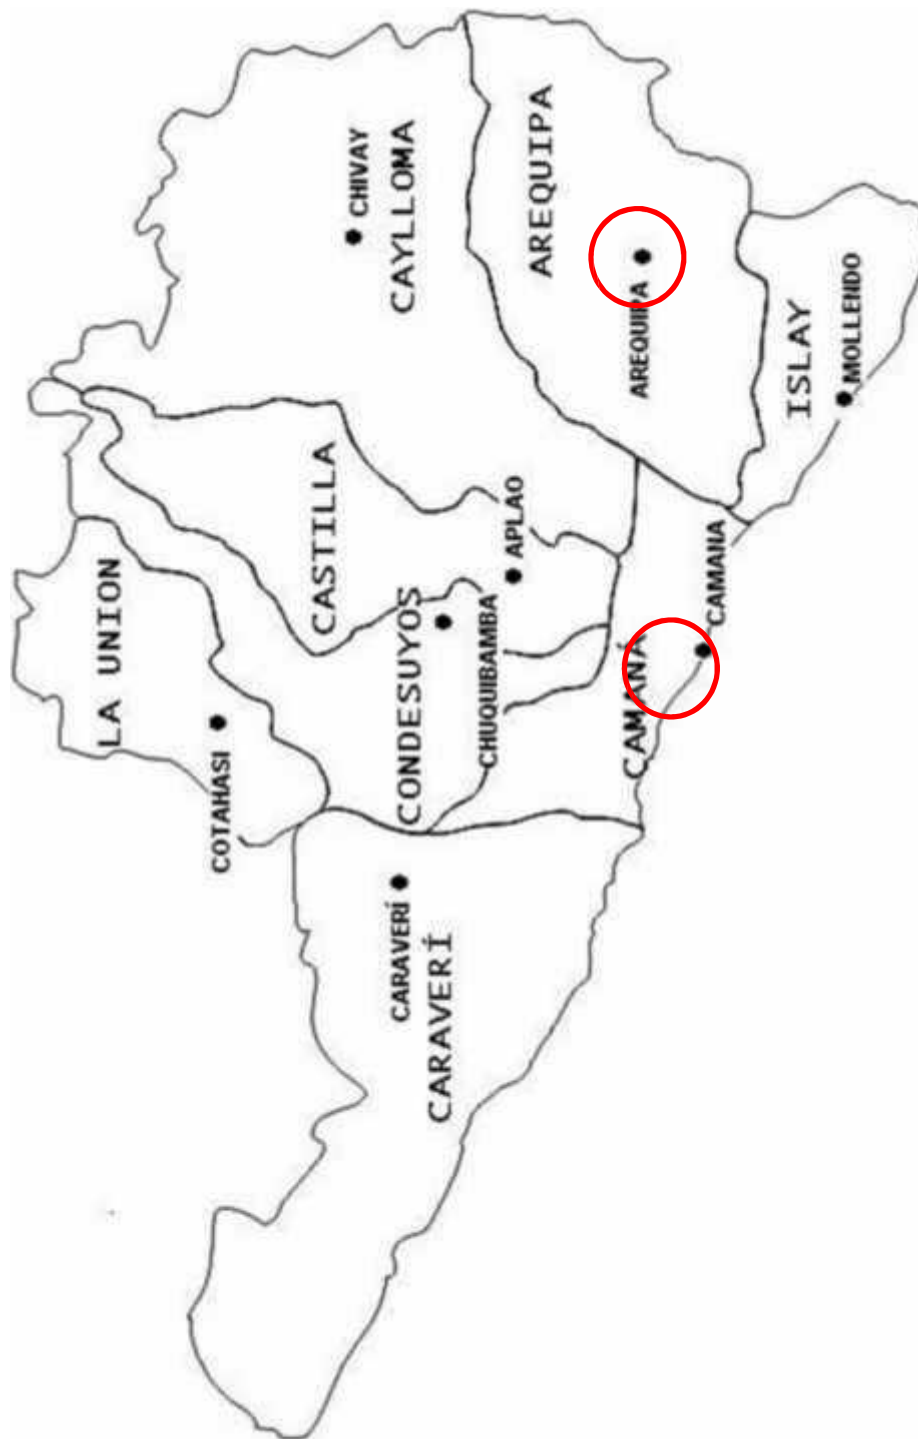 LA UNION
COTAHASI
CASTILLA
CHIVAY
CAYLLOMA
CARAVERÍ
CONDESUYOS
CARAVERÍ
CHUQUIBAMBA
APLAO
AREQUIPA
CAMANÁ
AREQUIPA
CAMANA
ISLAY
MOLLENDO